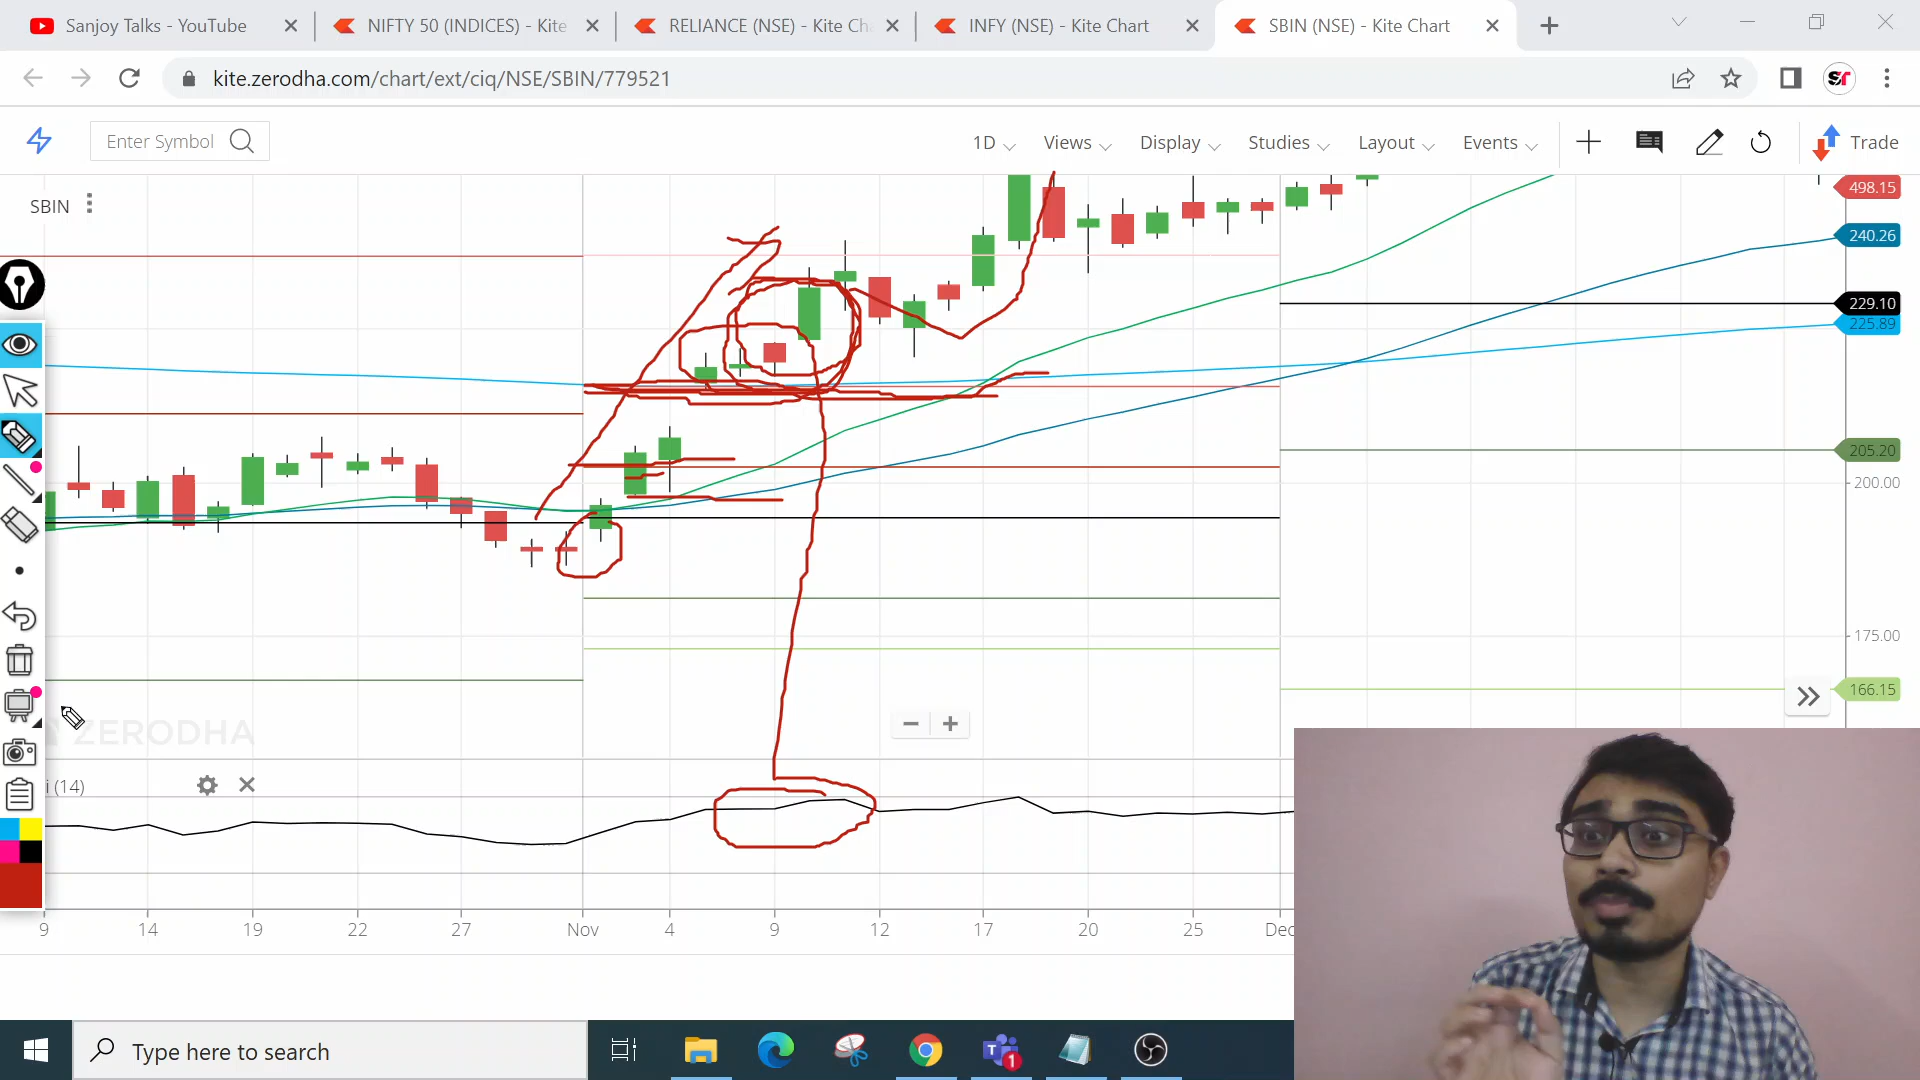 Sanjoy Talks - YouTube
NIFTY 50 (INDICES) - Kite
RELIANCE (NSE) - Kite Ch
INFY (NSE) - Kite Chart
SBIN (NSE) - Kite Chart
kite.zerodha.com/chart/ext/ciq/NSE/SBIN/779521
Enter Symbol
1D Views Display Studies Layout Events Trade
SBIN
498.15
240.26
229.10
225.89
205.20
200.00
175.00
166.15
ZERODHA
i (14)
9 14 19 22 27 Nov 4 9 12 17 20 25 Dec
Type here to search
1